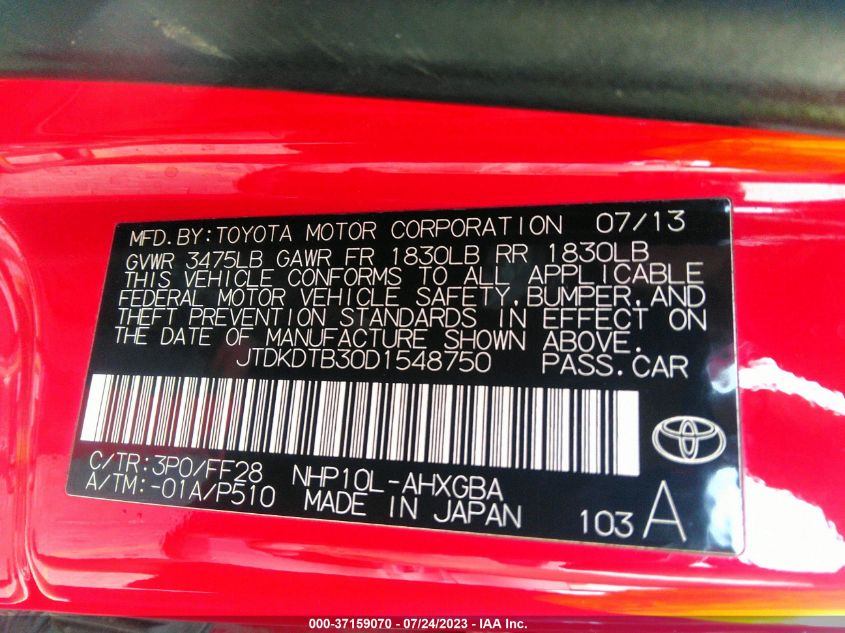 MFD.BY:TOYOTA MOTOR CORPORATION 07/13
GVWR 3475LB GAWR FR 1830LB RR 1830LB
THIS VEHICLE CONFORMS TO ALL APPLICABLE
FEDERAL MOTOR VEHICLE SAFETY, BUMPER, AND
THEFT PREVENTION STANDARDS IN EFFECT ON
THE DATE OF MANUFACTURE SHOWN ABOVE.
JTDKDTB30D1548750 PASS.CAR
C/TR:3P0/FF28 NHP10L-AHXGBA
A/TM:-01A/P510 MADE IN JAPAN 103 A
000-37159070 - 07/24/2023 - IAA Inc.